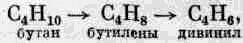 C₄H₁₀ → C₄H₈ → C₄H₆,
бутан бутилены дивинил